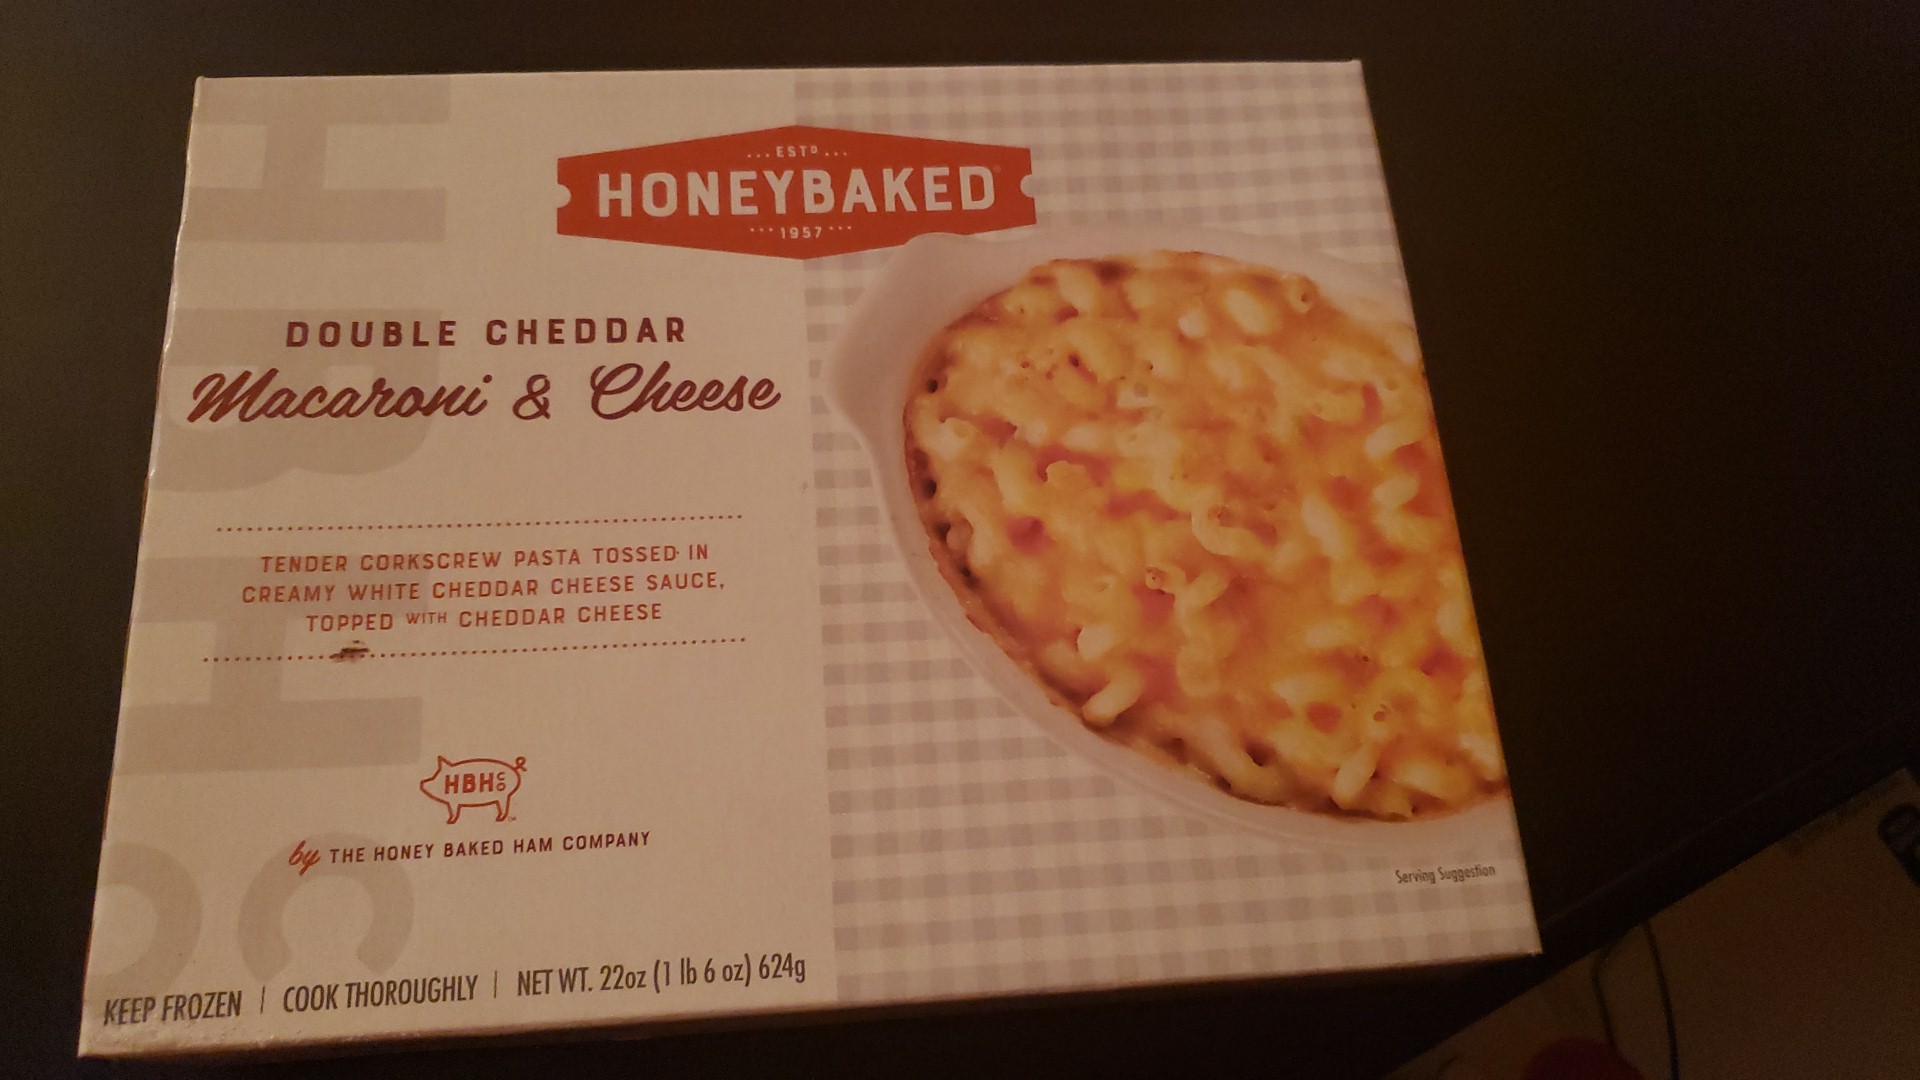 ESTD
HONEYBAKED
1957
DOUBLE CHEDDAR
Macaroni & Cheese
TENDER CORKSCREW PASTA TOSSED IN
CREAMY WHITE CHEDDAR CHEESE SAUCE,
TOPPED WITH CHEDDAR CHEESE
HBH CO
by THE HONEY BAKED HAM COMPANY
Serving Suggestion
KEEP FROZEN | COOK THOROUGHLY | NET WT. 22oz (1 lb 6 oz) 624g
HBHC